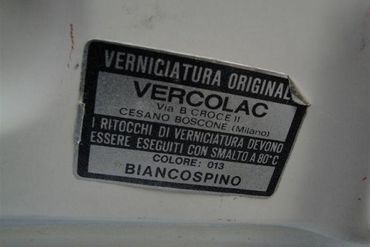 VERNICIATURA ORIGINAL
VERCOLAC
Via B CROCE II
CESANO BOSCONE (Milano)
I RITOCCHI DI VERNICIATURA DEVONO
ESSERE ESEGUITI CON SMALTO A 80°C
COLORE: 013
BIANCOSPINO